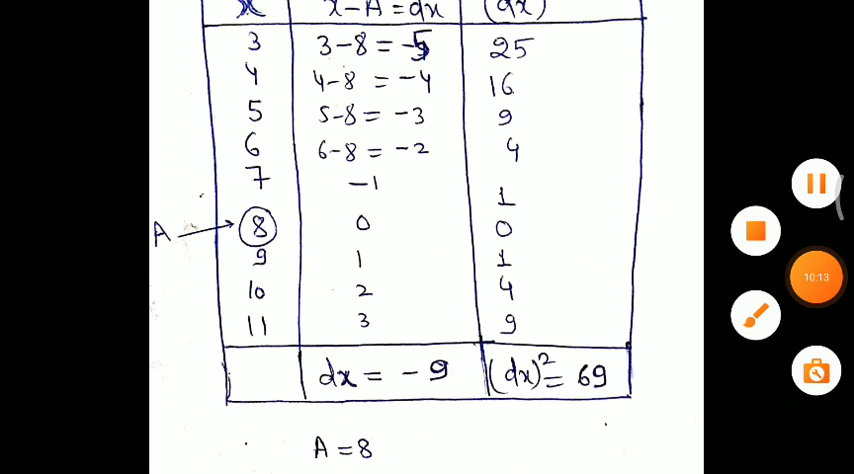 x x-A=dx (dx)
3 3-8 = -5 25
4 4-8 = -4 16
5 5-8 = -3 9
6 6-8 = -2 4
7 -1 1
A → 8 0 0
9 1 1
10 2 4
11 3 9
dx = -9 (dx)²= 69
A = 8
10:13